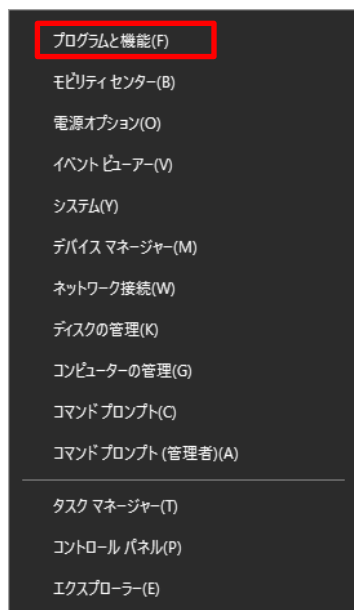 プログラムと機能(F)
モビリティ センター(B)
電源オプション(O)
イベント ビューアー(V)
システム(Y)
デバイス マネージャー(M)
ネットワーク接続(W)
ディスクの管理(K)
コンピューターの管理(G)
コマンド プロンプト(C)
コマンド プロンプト (管理者)(A)
タスク マネージャー(T)
コントロール パネル(P)
エクスプローラー(E)